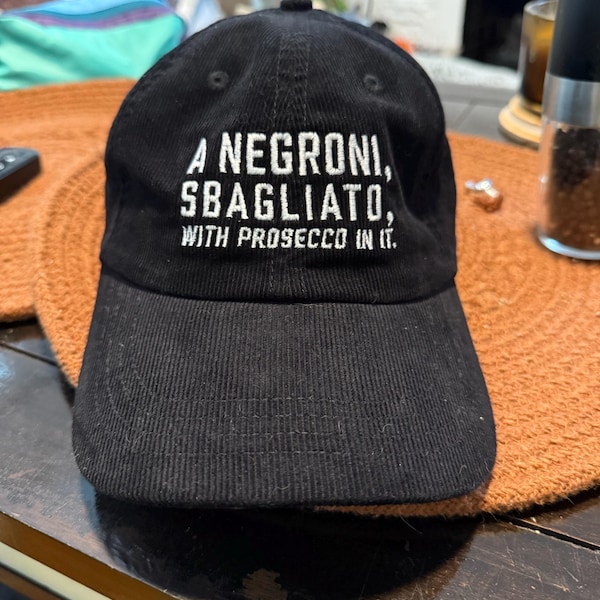 A NEGRONI,
SBAGLIATO,
WITH PROSECCO IN IT.